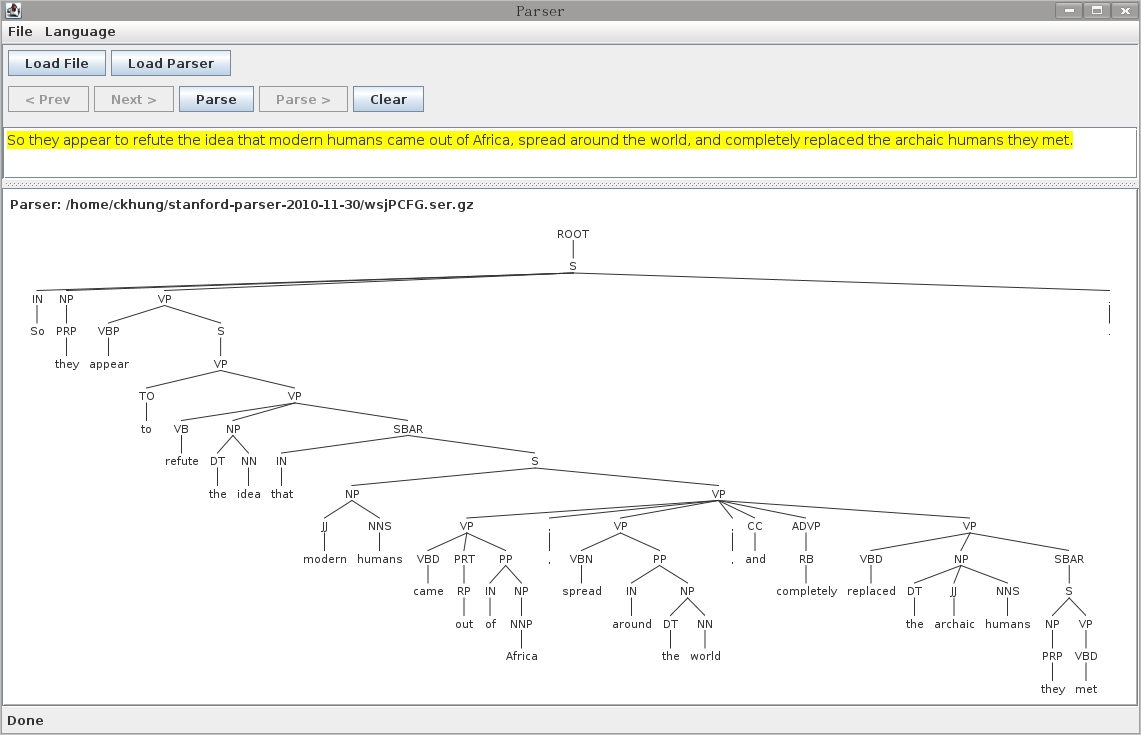 Parser
File Language
Load File Load Parser
< Prev Next > Parse Parse > Clear
So they appear to refute the idea that modern humans came out of Africa, spread around the world, and completely replaced the archaic humans they met.
Parser: /home/ckhung/stanford-parser-2010-11-30/wsjPCFG.ser.gz
ROOT
S
IN NP VP .
So PRP VBP S .
they appear VP
TO VP
to VB NP SBAR
refute DT NN IN S
the idea that NP VP
JJ NNS VP , VP , CC ADVP VP
modern humans VBD PRT PP , VBN PP , and RB VBD NP SBAR
came RP IN NP spread IN NP completely replaced DT JJ NNS S
out of NNP around DT NN the archaic humans NP VP
Africa the world PRP VBD
they met
Done